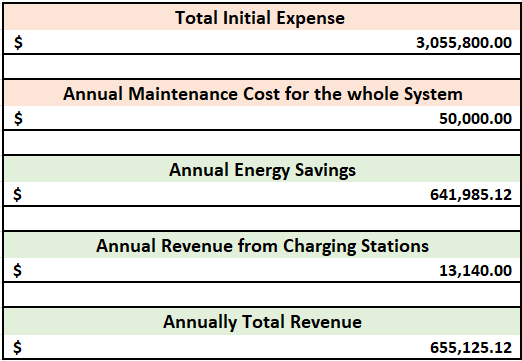 Total Initial Expense
$ 3,055,800.00
Annual Maintenance Cost for the whole System
$ 50,000.00
Annual Energy Savings
$ 641,985.12
Annual Revenue from Charging Stations
$ 13,140.00
Annually Total Revenue
$ 655,125.12